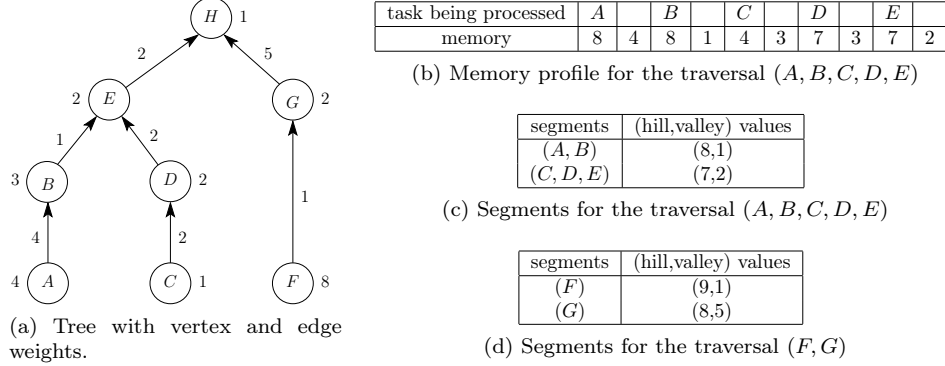 H 1
2 5
2 E G 2
1 2
3 B D 2 1
4 2
4 A C 1 F 8
(a) Tree with vertex and edge
weights.
task being processed A B C D E
memory 8 4 8 1 4 3 7 3 7 2
(b) Memory profile for the traversal (A, B, C, D, E)
segments (hill,valley) values
(A, B) (8,1)
(C, D, E) (7,2)
(c) Segments for the traversal (A, B, C, D, E)
segments (hill,valley) values
(F) (9,1)
(G) (8,5)
(d) Segments for the traversal (F, G)